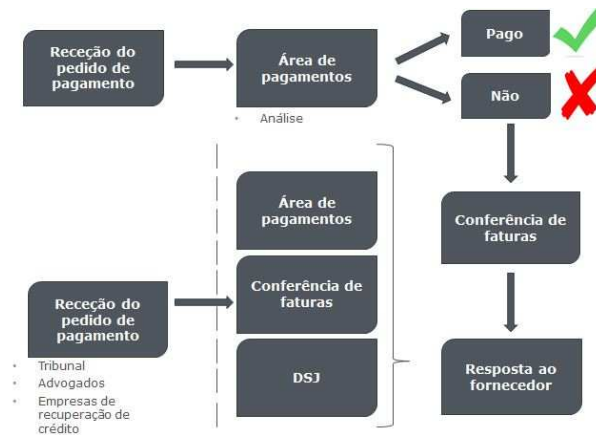 Receção do
pedido de
pagamento
Área de
pagamentos
• Análise
Pago
Não
Conferência de
faturas
Resposta ao
fornecedor
Receção do
pedido de
pagamento
• Tribunal
• Advogados
• Empresas de
recuperação de
crédito
Área de
pagamentos
Conferência de
faturas
DSJ